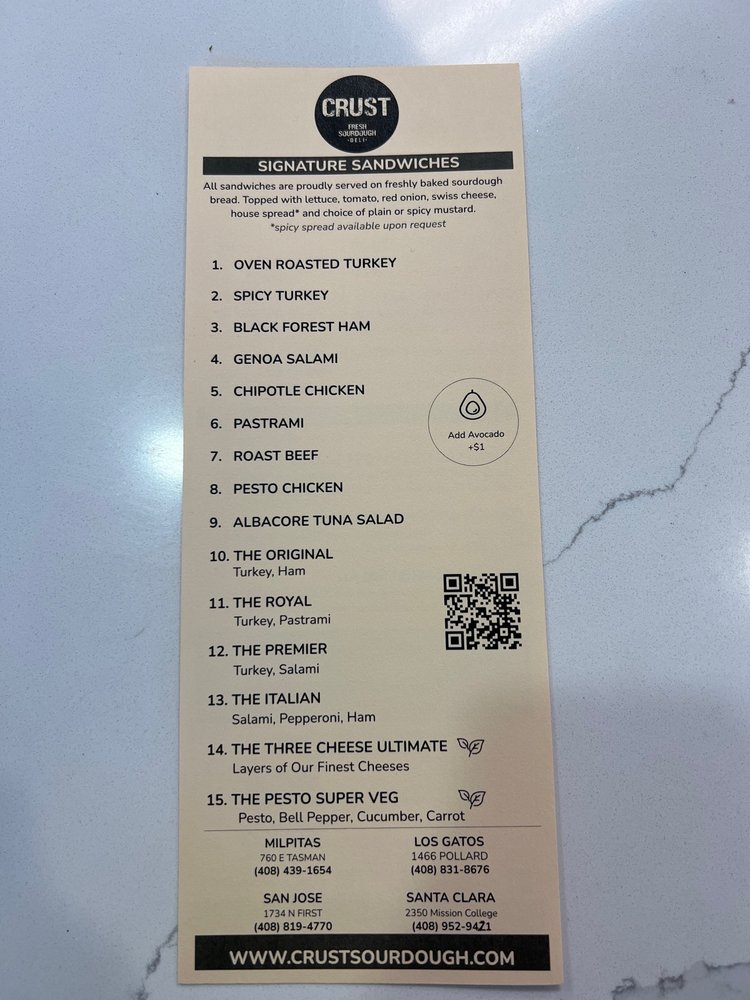 CRUST
FRESH
SOURDOUGH
·DELI·
SIGNATURE SANDWICHES
All sandwiches are proudly served on freshly baked sourdough
bread. Topped with lettuce, tomato, red onion, swiss cheese,
house spread* and choice of plain or spicy mustard.
*spicy spread available upon request
1. OVEN ROASTED TURKEY
2. SPICY TURKEY
3. BLACK FOREST HAM
4. GENOA SALAMI
5. CHIPOTLE CHICKEN
6. PASTRAMI
7. ROAST BEEF
8. PESTO CHICKEN
9. ALBACORE TUNA SALAD
Add Avocado
+$1
10. THE ORIGINAL
Turkey, Ham
11. THE ROYAL
Turkey, Pastrami
12. THE PREMIER
Turkey, Salami
13. THE ITALIAN
Salami, Pepperoni, Ham
14. THE THREE CHEESE ULTIMATE
Layers of Our Finest Cheeses
15. THE PESTO SUPER VEG
Pesto, Bell Pepper, Cucumber, Carrot
MILPITAS
760 E TASMAN
(408) 439-1654
LOS GATOS
1466 POLLARD
(408) 831-8676
SAN JOSE
1734 N FIRST
(408) 819-4770
SANTA CLARA
2350 Mission College
(408)
WWW.CRUSTSOURDOUGH.COM